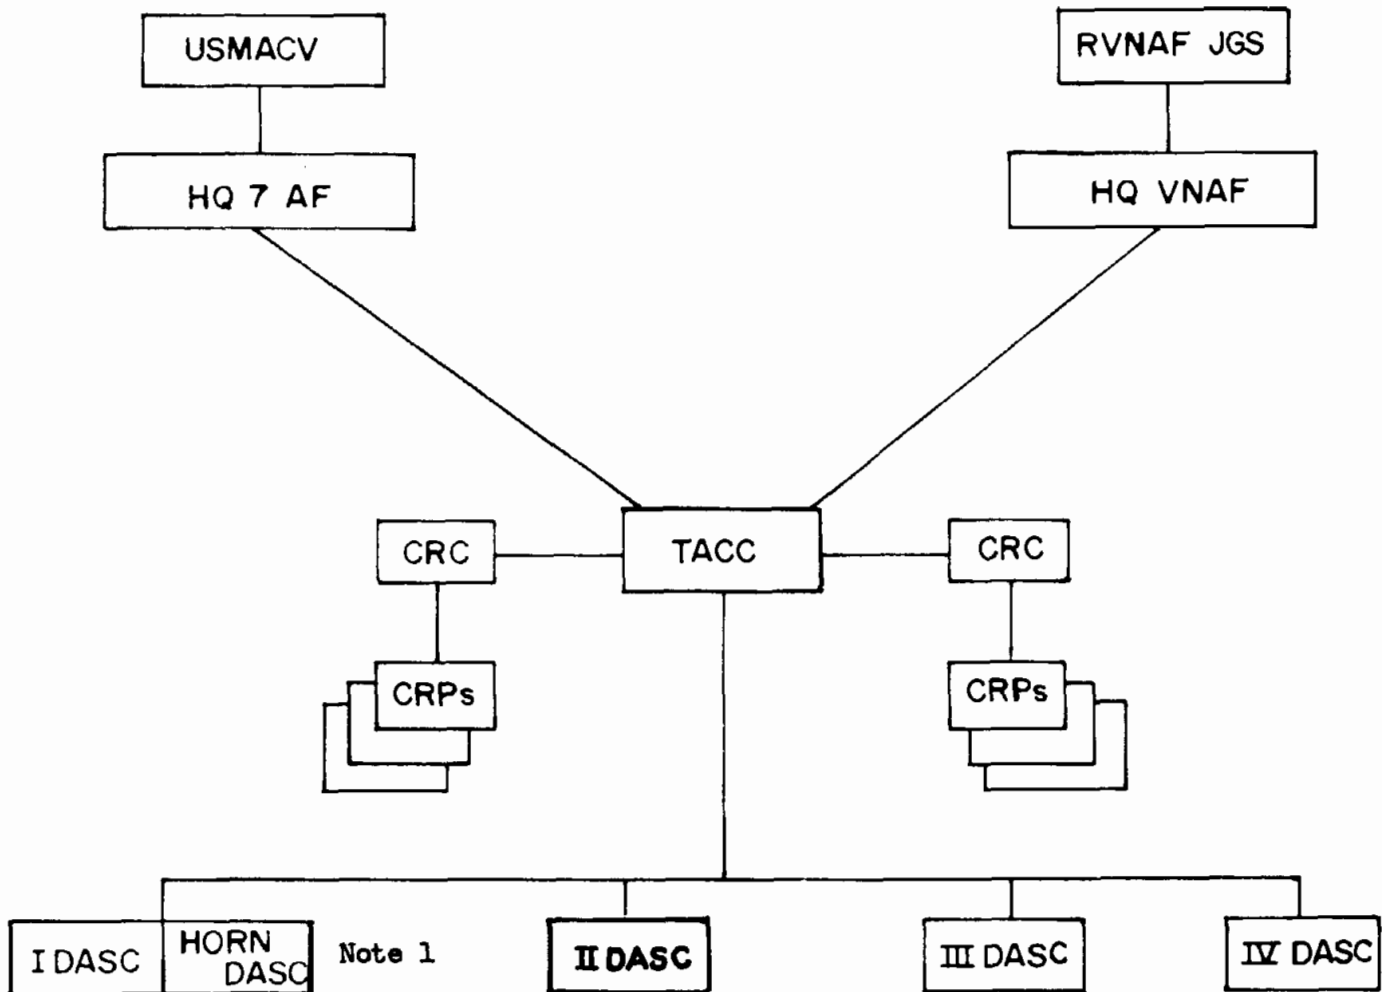 USMACV
RVNAF JGS
HQ 7 AF
HQ VNAF
CRC
TACC
CRC
CRPs
CRPs
I DASC
HORN
DASC
Note 1
II DASC
III DASC
IV DASC